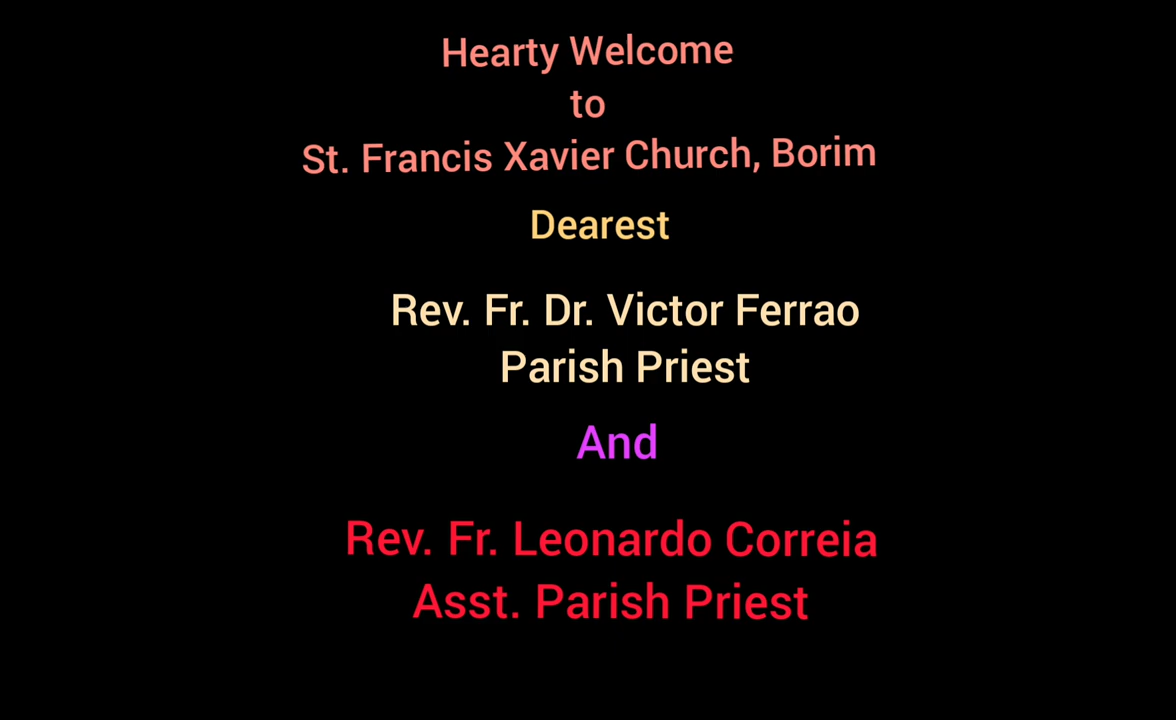 Hearty Welcome
to
St. Francis Xavier Church, Borim
Dearest
Rev. Fr. Dr. Victor Ferrao
Parish Priest
And
Rev. Fr. Leonardo Correia
Asst. Parish Priest